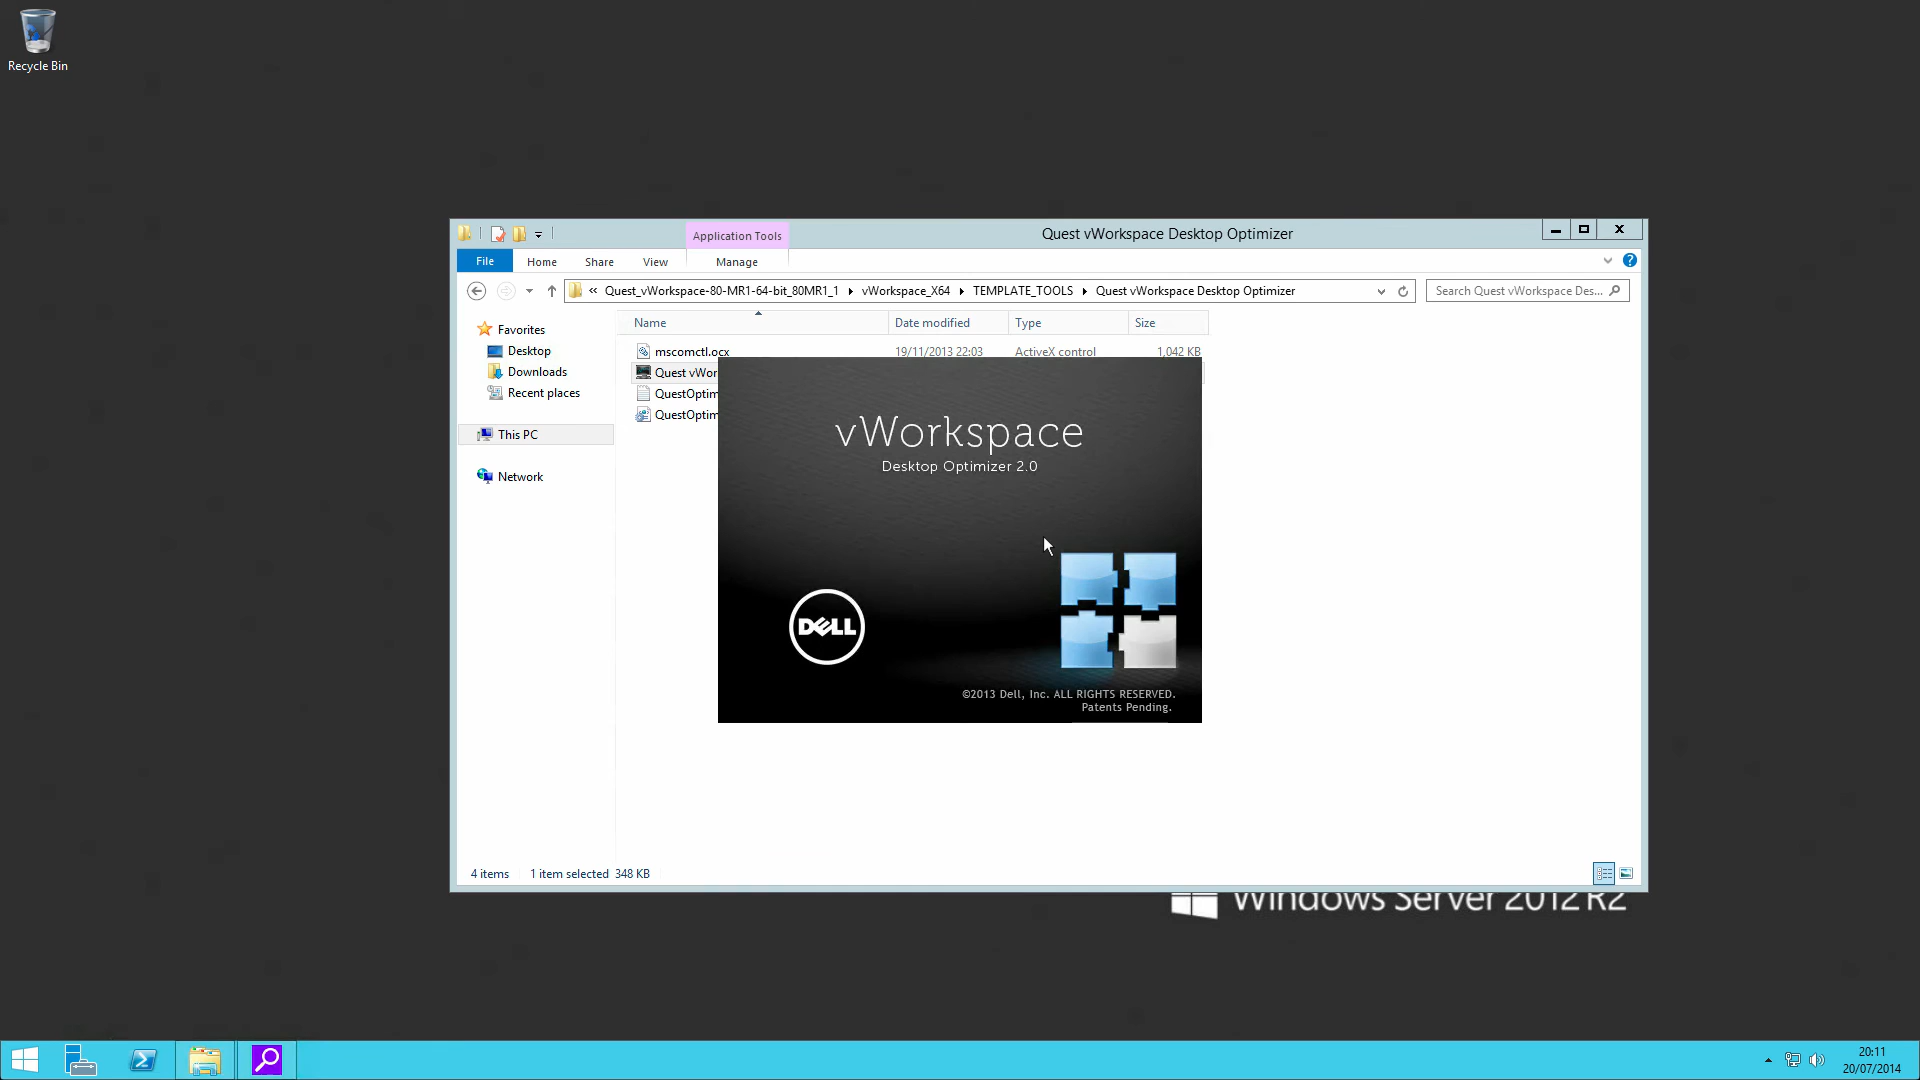 Recycle Bin
Application Tools
Quest vWorkspace Desktop Optimizer
File
Home
Share
View
Manage
« Quest_vWorkspace-80-MR1-64-bit_80MR1_1 vWorkspace_X64 TEMPLATE_TOOLS Quest vWorkspace Desktop Optimizer
Search Quest vWorkspace Des...
Favorites
Desktop
Downloads
Recent places
This PC
Network
Name Date modified Type Size
mscomctl.ocx 19/11/2013 22:03 ActiveX control 1,042 KB
Quest vWor
QuestOptim
QuestOptim
vWorkspace
Desktop Optimizer 2.0
DELL
©2013 Dell, Inc. ALL RIGHTS RESERVED.
Patents Pending.
4 items 1 item selected 348 KB
Windows Server 2012 R2
20:11
20/07/2014